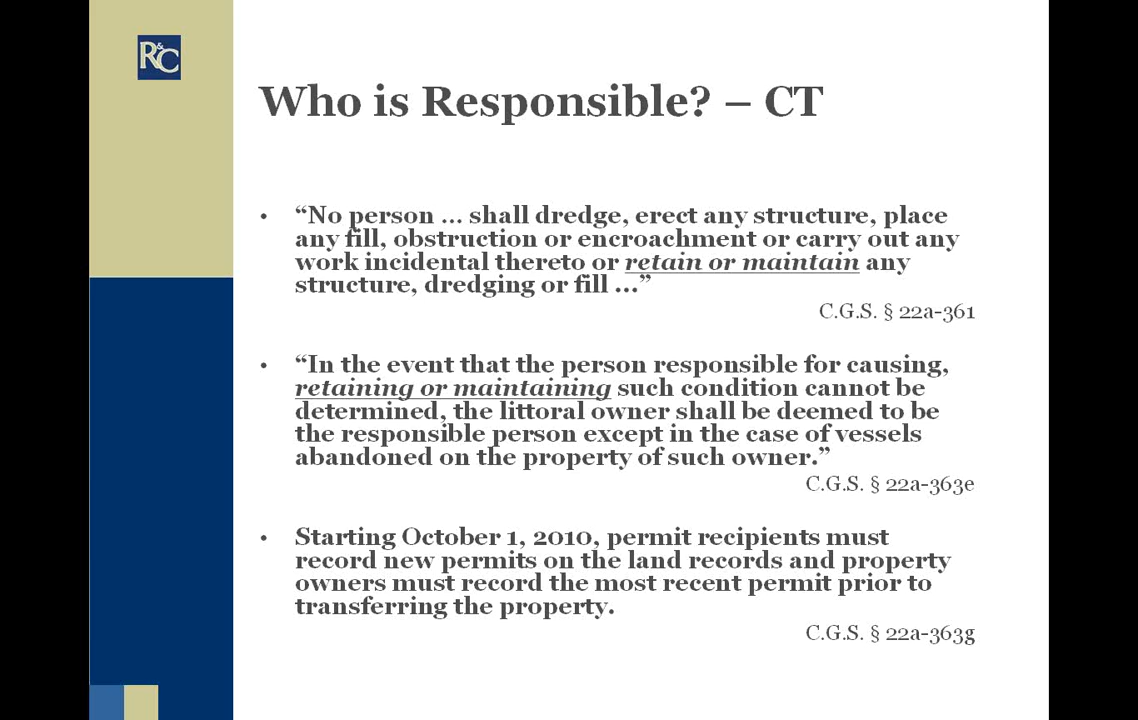 R&C
Who is Responsible? – CT
• “No person ... shall dredge, erect any structure, place
any fill, obstruction or encroachment or carry out any
work incidental thereto or retain or maintain any
structure, dredging or fill ...”
C.G.S. § 22a-361
• “In the event that the person responsible for causing,
retaining or maintaining such condition cannot be
determined, the littoral owner shall be deemed to be
the responsible person except in the case of vessels
abandoned on the property of such owner.”
C.G.S. § 22a-363e
• Starting October 1, 2010, permit recipients must
record new permits on the land records and property
owners must record the most recent permit prior to
transferring the property.
C.G.S. § 22a-363g